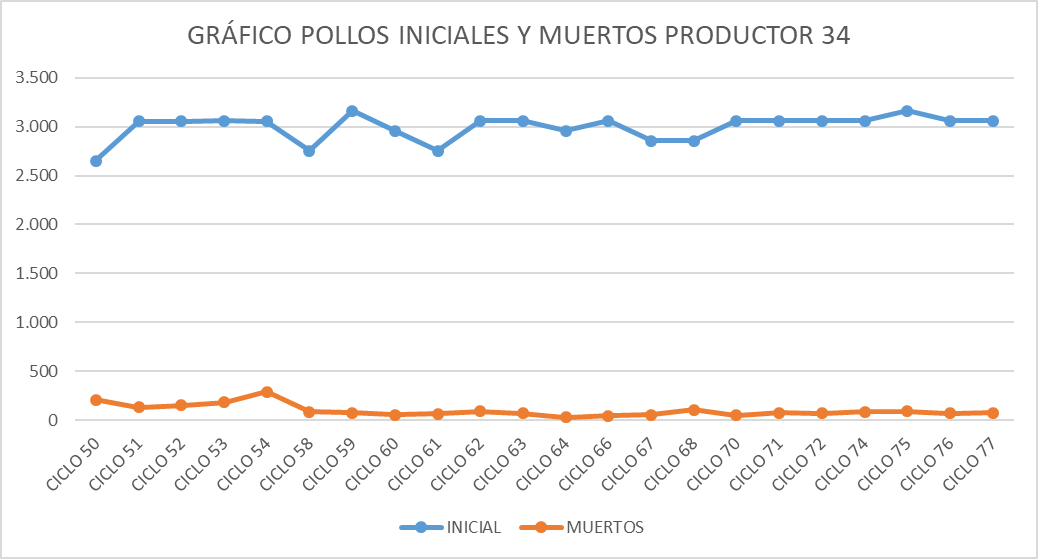 GRÁFICO POLLOS INICIALES Y MUERTOS PRODUCTOR 34
3.500
3.000
2.500
2.000
1.500
1.000
500
0
CICLO 50
CICLO 51
CICLO 52
CICLO 53
CICLO 54
CICLO 58
CICLO 59
CICLO 60
CICLO 61
CICLO 62
CICLO 63
CICLO 64
CICLO 66
CICLO 67
CICLO 68
CICLO 70
CICLO 71
CICLO 72
CICLO 74
CICLO 75
CICLO 76
CICLO 77
INICIAL
MUERTOS